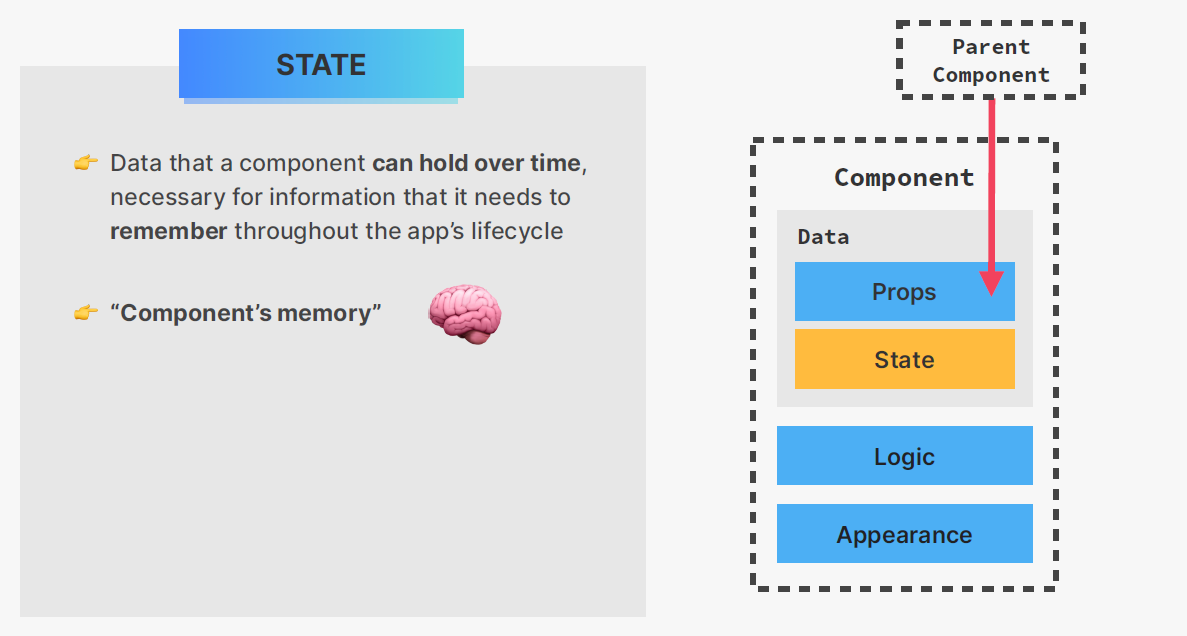 STATE
Data that a component can hold over time,
necessary for information that it needs to
remember throughout the app’s lifecycle
“Component’s memory”
Parent
Component
Component
Data
Props
State
Logic
Appearance